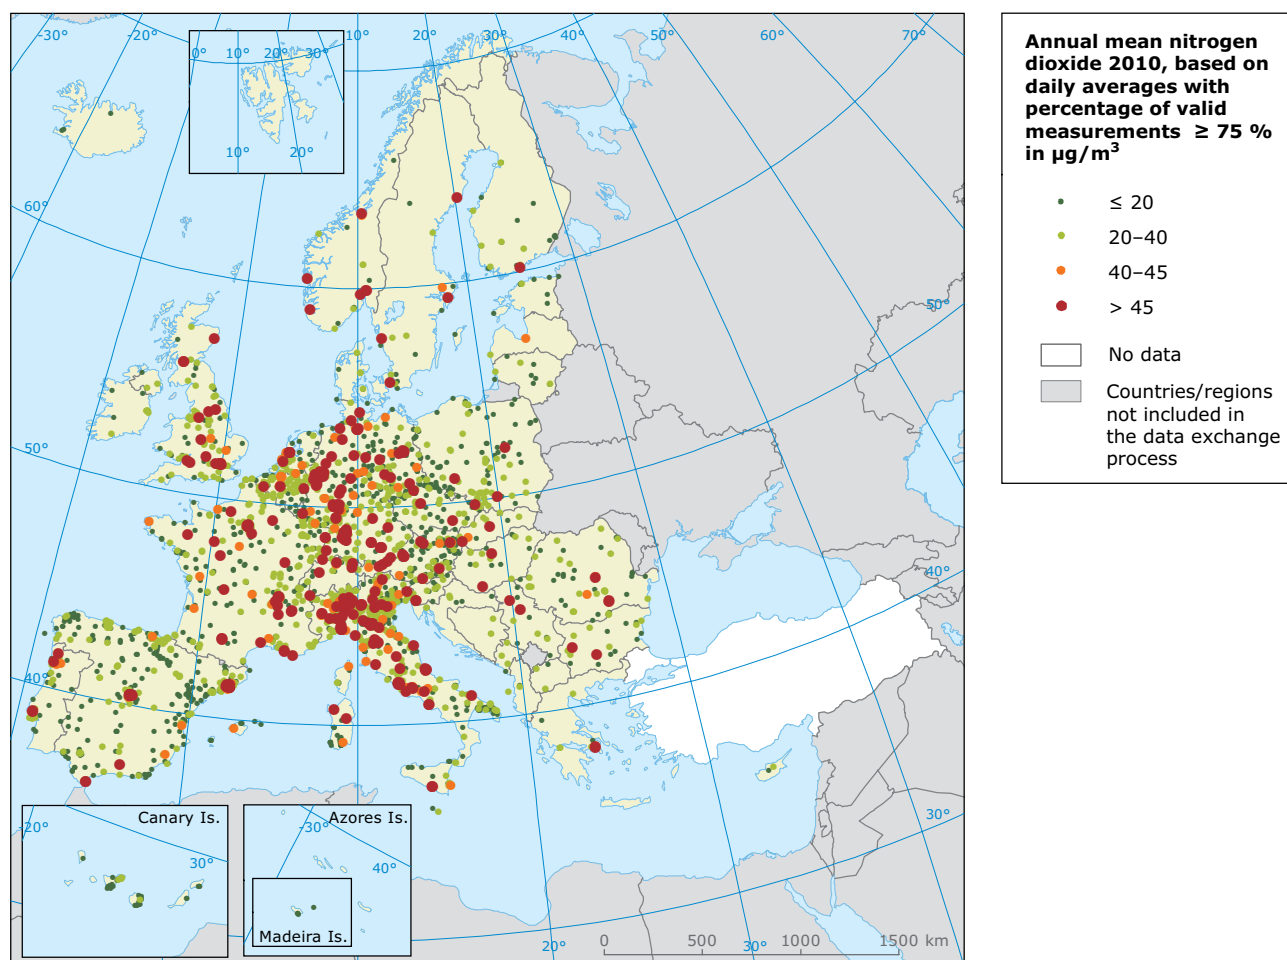 -30°
-20°
10°
20°
30°
50°
60°
70°
0°
10°
20°
30°
10°
20°
60°
40°
50°
50°
40°
40°
30°
20°
30°
Canary Is.
-20°
30°
Azores Is.
-30°
40°
Madeira Is.
0
500
1000
1500 km
Annual mean nitrogen
dioxide 2010, based on
daily averages with
percentage of valid
measurements ≥ 75 %
in µg/m³
≤ 20
20–40
40–45
> 45
No data
Countries/regions
not included in
the data exchange
process